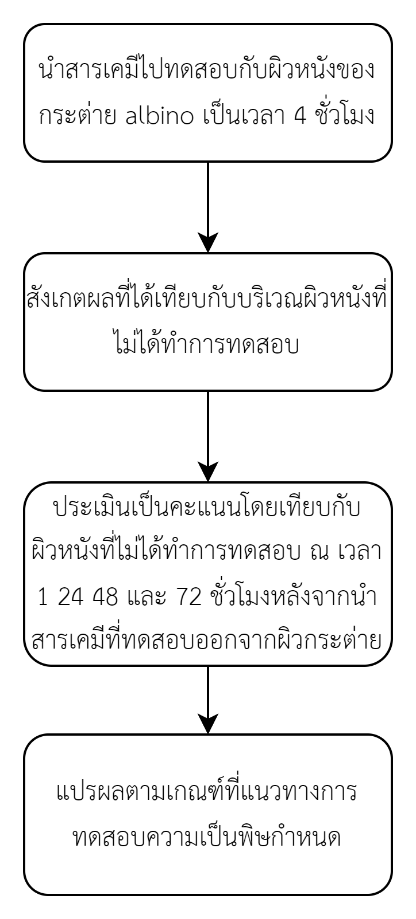 นำสารเคมีไปทดสอบกับผิวหนังของ
กระต่าย albino เป็นเวลา 4 ชั่วโมง
สังเกตผลที่ได้เทียบกับบริเวณผิวหนังที่
ไม่ได้ทำการทดสอบ
ประเมินเป็นคะแนนโดยเทียบกับ
ผิวหนังที่ไม่ได้ทำการทดสอบ ณ เวลา
1 24 48 และ 72 ชั่วโมงหลังจากนำ
สารเคมีที่ทดสอบออกจากผิวกระต่าย
แปรผลตามเกณฑ์ที่แนวทางการ
ทดสอบความเป็นพิษกำหนด